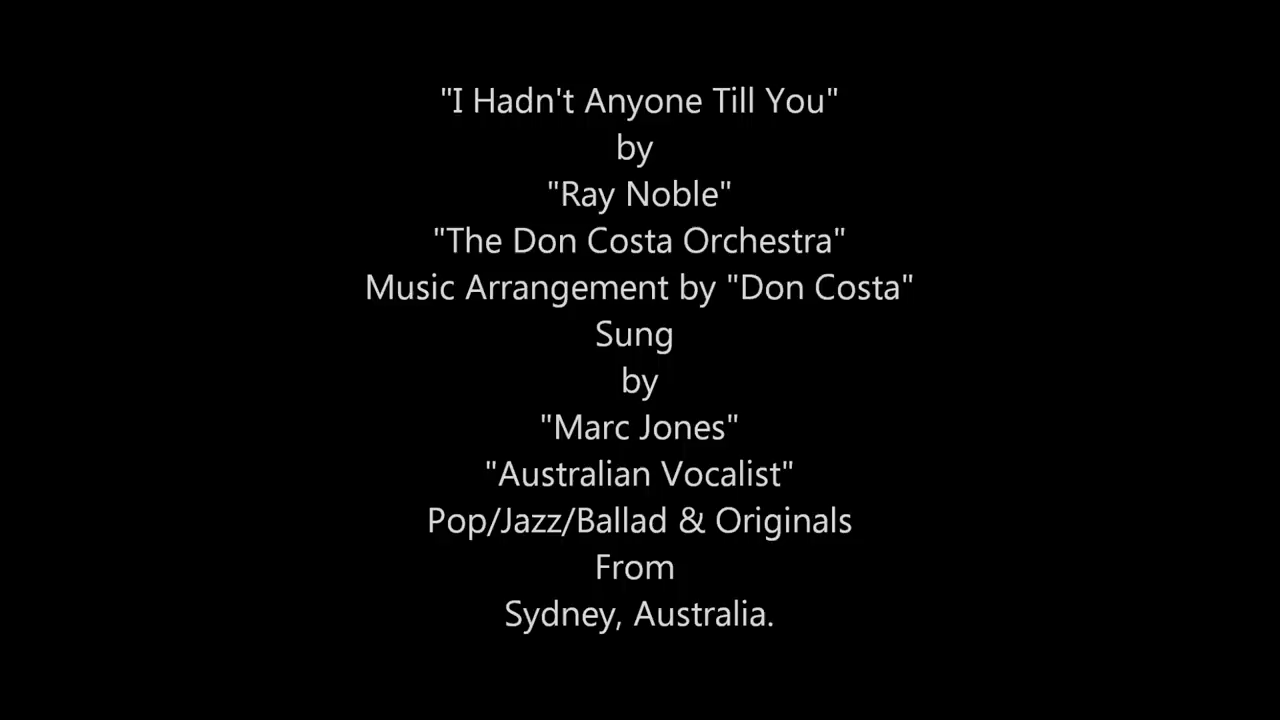 "I Hadn't Anyone Till You"
by
"Ray Noble"
"The Don Costa Orchestra"
Music Arrangement by "Don Costa"
Sung
by
"Marc Jones"
"Australian Vocalist"
Pop/Jazz/Ballad & Originals
From
Sydney, Australia.